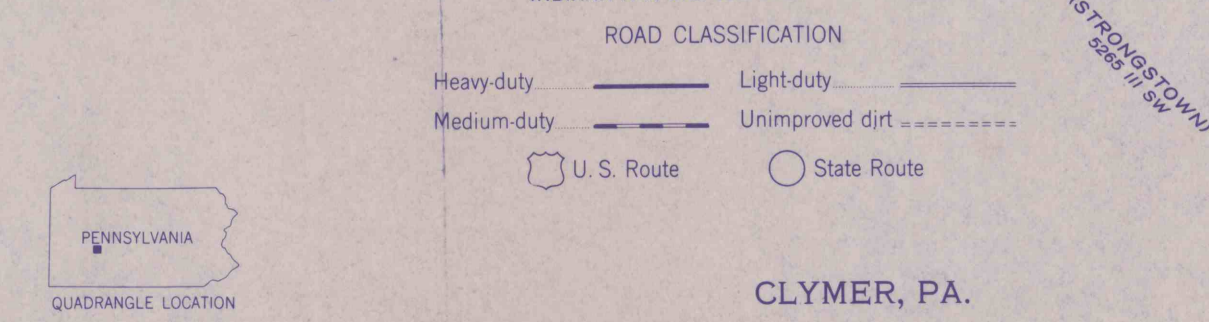 ROAD CLASSIFICATION
Heavy-duty Light-duty
Medium-duty Unimproved dirt
U. S. Route State Route
(STRONGSTOWN)
5265 III SW
PENNSYLVANIA
QUADRANGLE LOCATION
CLYMER, PA.